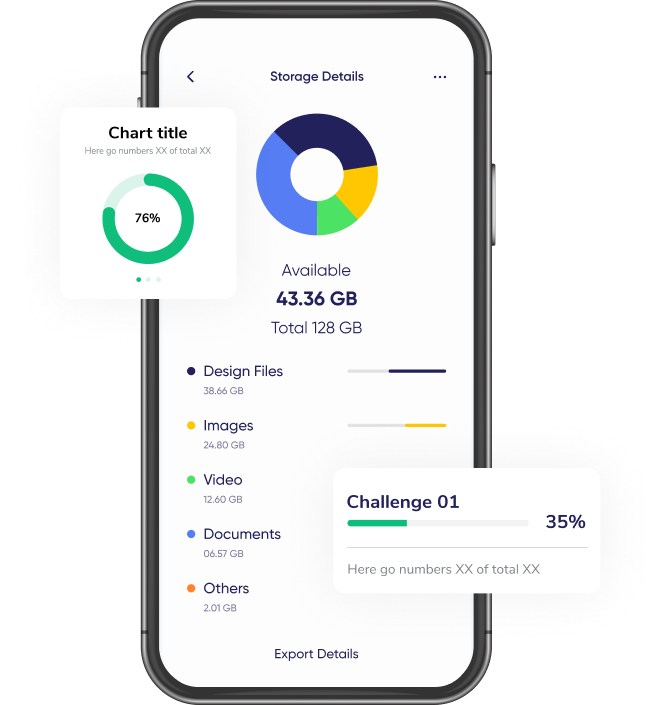 Storage Details
Chart title
Here go numbers XX of total XX
76%
Available
43.36 GB
Total 128 GB
Design Files
38.66 GB
Images
24.80 GB
Video
12.60 GB
Documents
06.57 GB
Others
2.01 GB
Challenge 01
35%
Here go numbers XX of total XX
Export Details